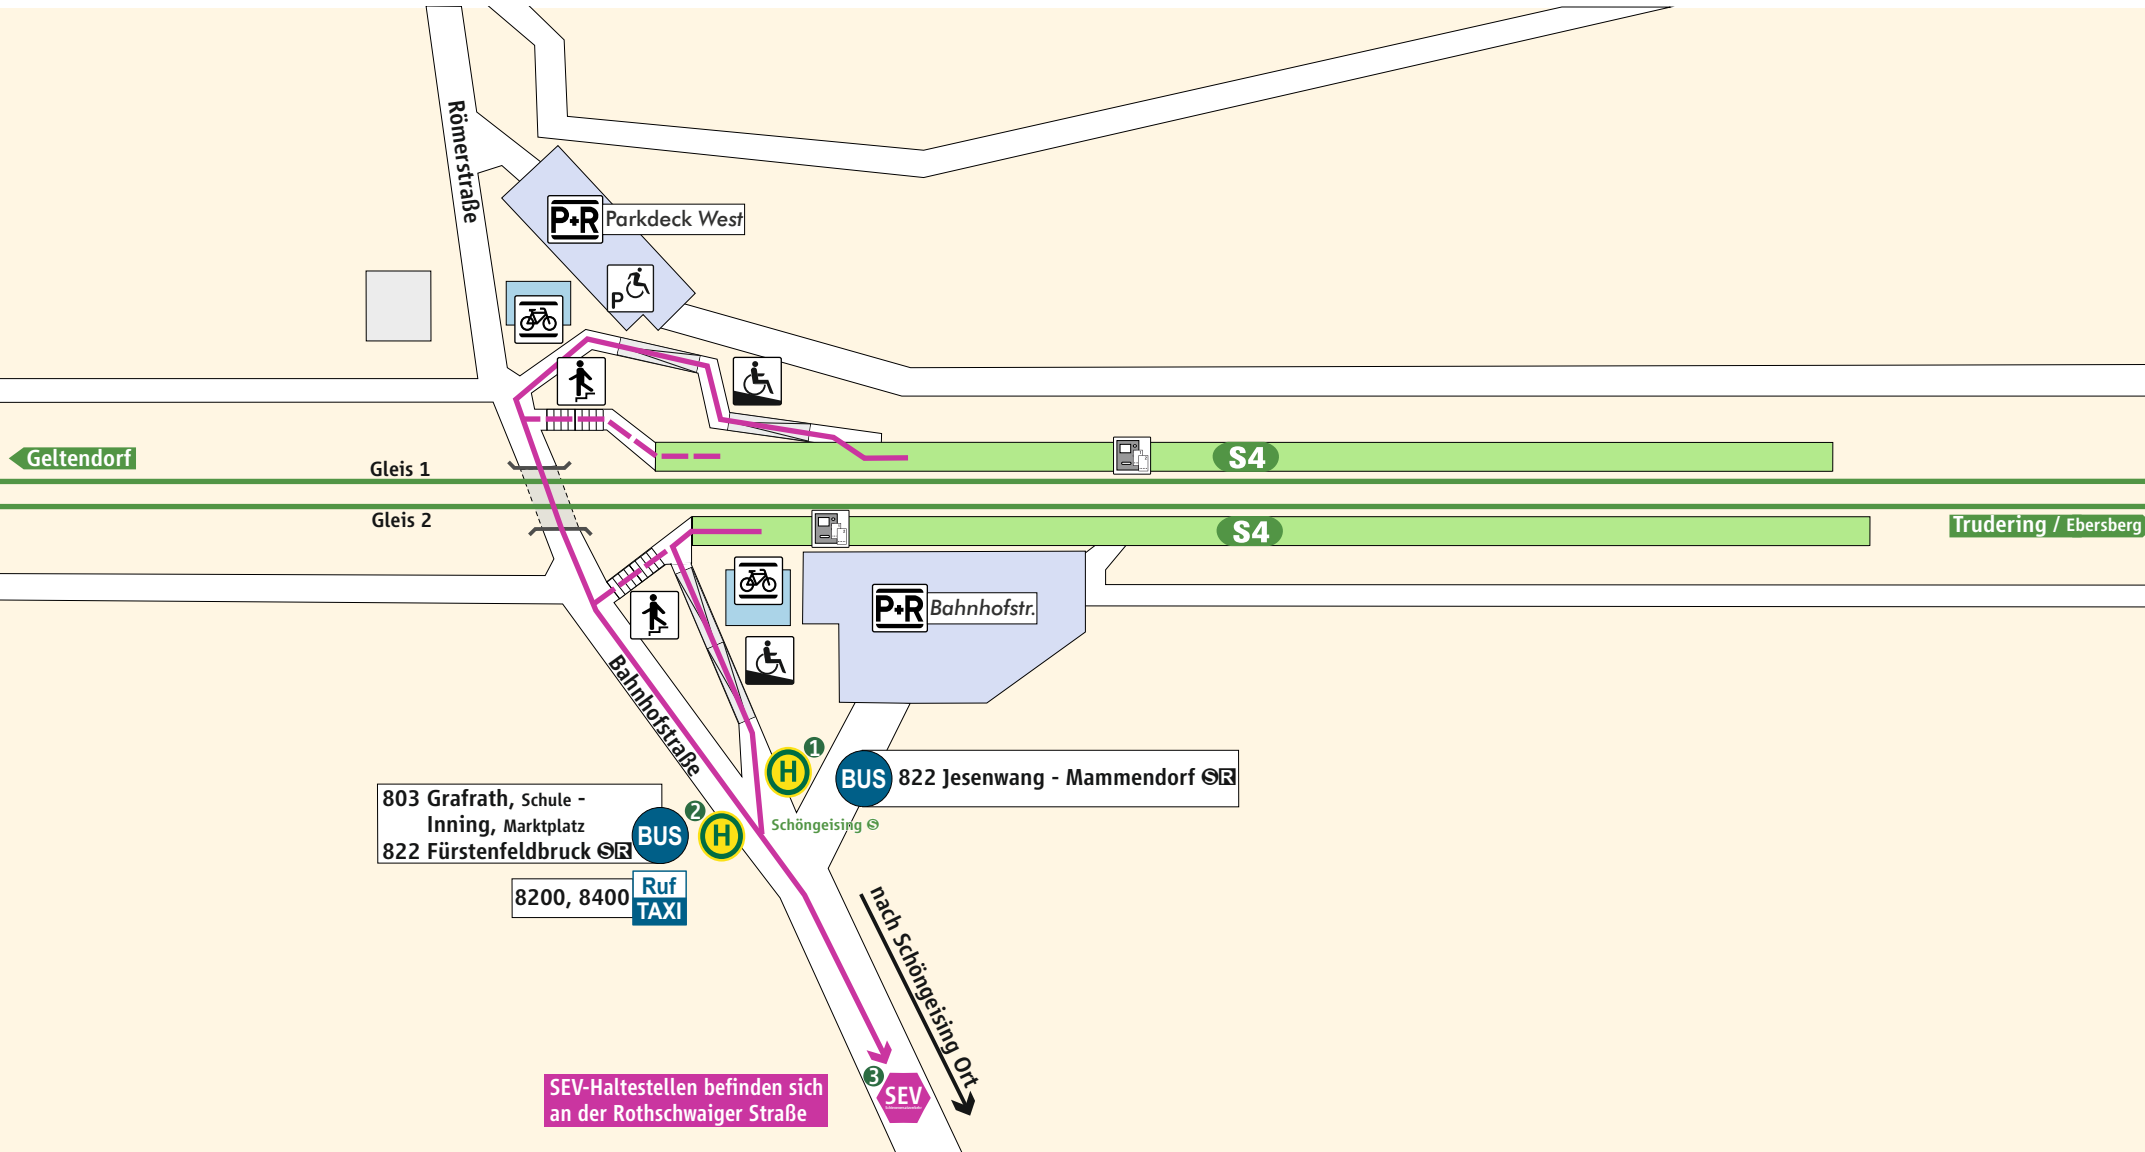 Römerstraße
P+R Parkdeck West
P
Geltendorf
Gleis 1
S4
Gleis 2
S4
Trudering / Ebersberg
P+R Bahnhofstr.
Bahnhofstraße
1
H
BUS 822 Jesenwang - Mammendorf S R
803 Grafrath, Schule -
Inning, Marktplatz
822 Fürstenfeldbruck S R
BUS
2
H
Schöngeising S
8200, 8400
Ruf
TAXI
nach Schöngeising Ort
3
SEV
SEV-Haltestellen befinden sich
an der Rothschwaiger Straße